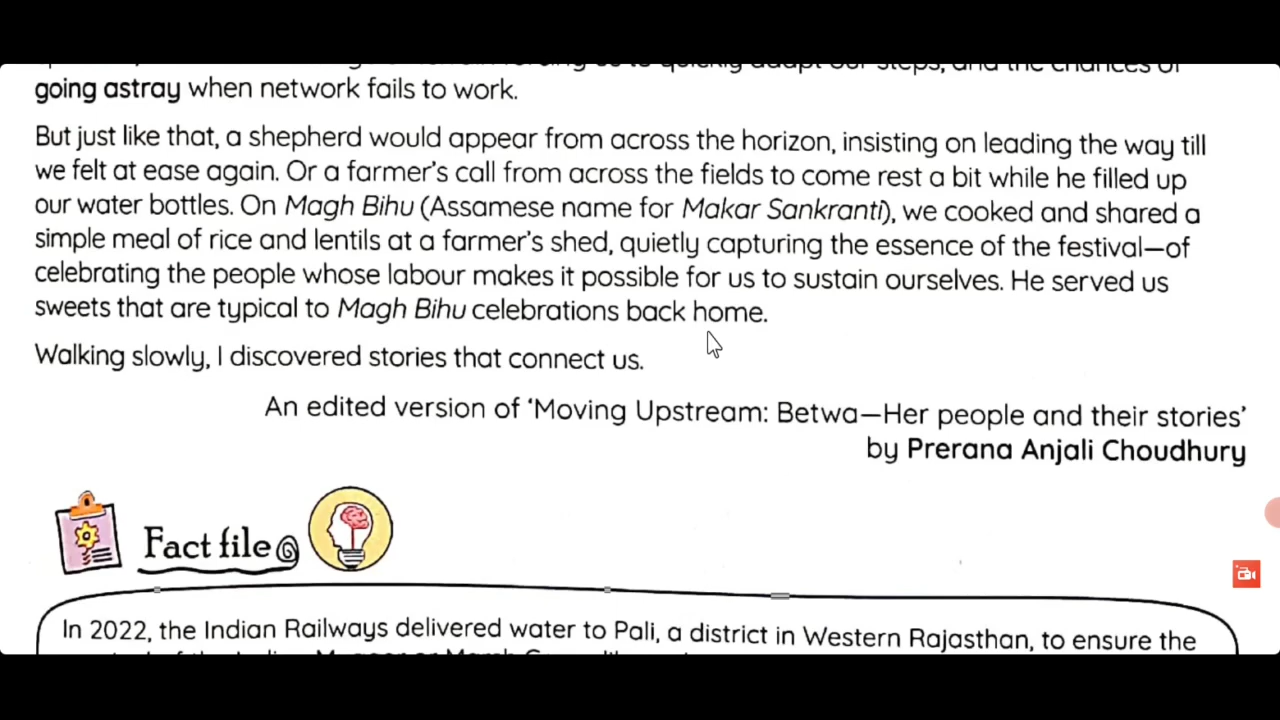 going astray when network fails to work.
But just like that, a shepherd would appear from across the horizon, insisting on leading the way till
we felt at ease again. Or a farmer's call from across the fields to come rest a bit while he filled up
our water bottles. On Magh Bihu (Assamese name for Makar Sankranti), we cooked and shared a
simple meal of rice and lentils at a farmer's shed, quietly capturing the essence of the festival—of
celebrating the people whose labour makes it possible for us to sustain ourselves. He served us
sweets that are typical to Magh Bihu celebrations back home.
Walking slowly, I discovered stories that connect us.
An edited version of 'Moving Upstream: Betwa—Her people and their stories'
by Prerana Anjali Choudhury
Fact file
In 2022, the Indian Railways delivered water to Pali, a district in Western Rajasthan, to ensure the